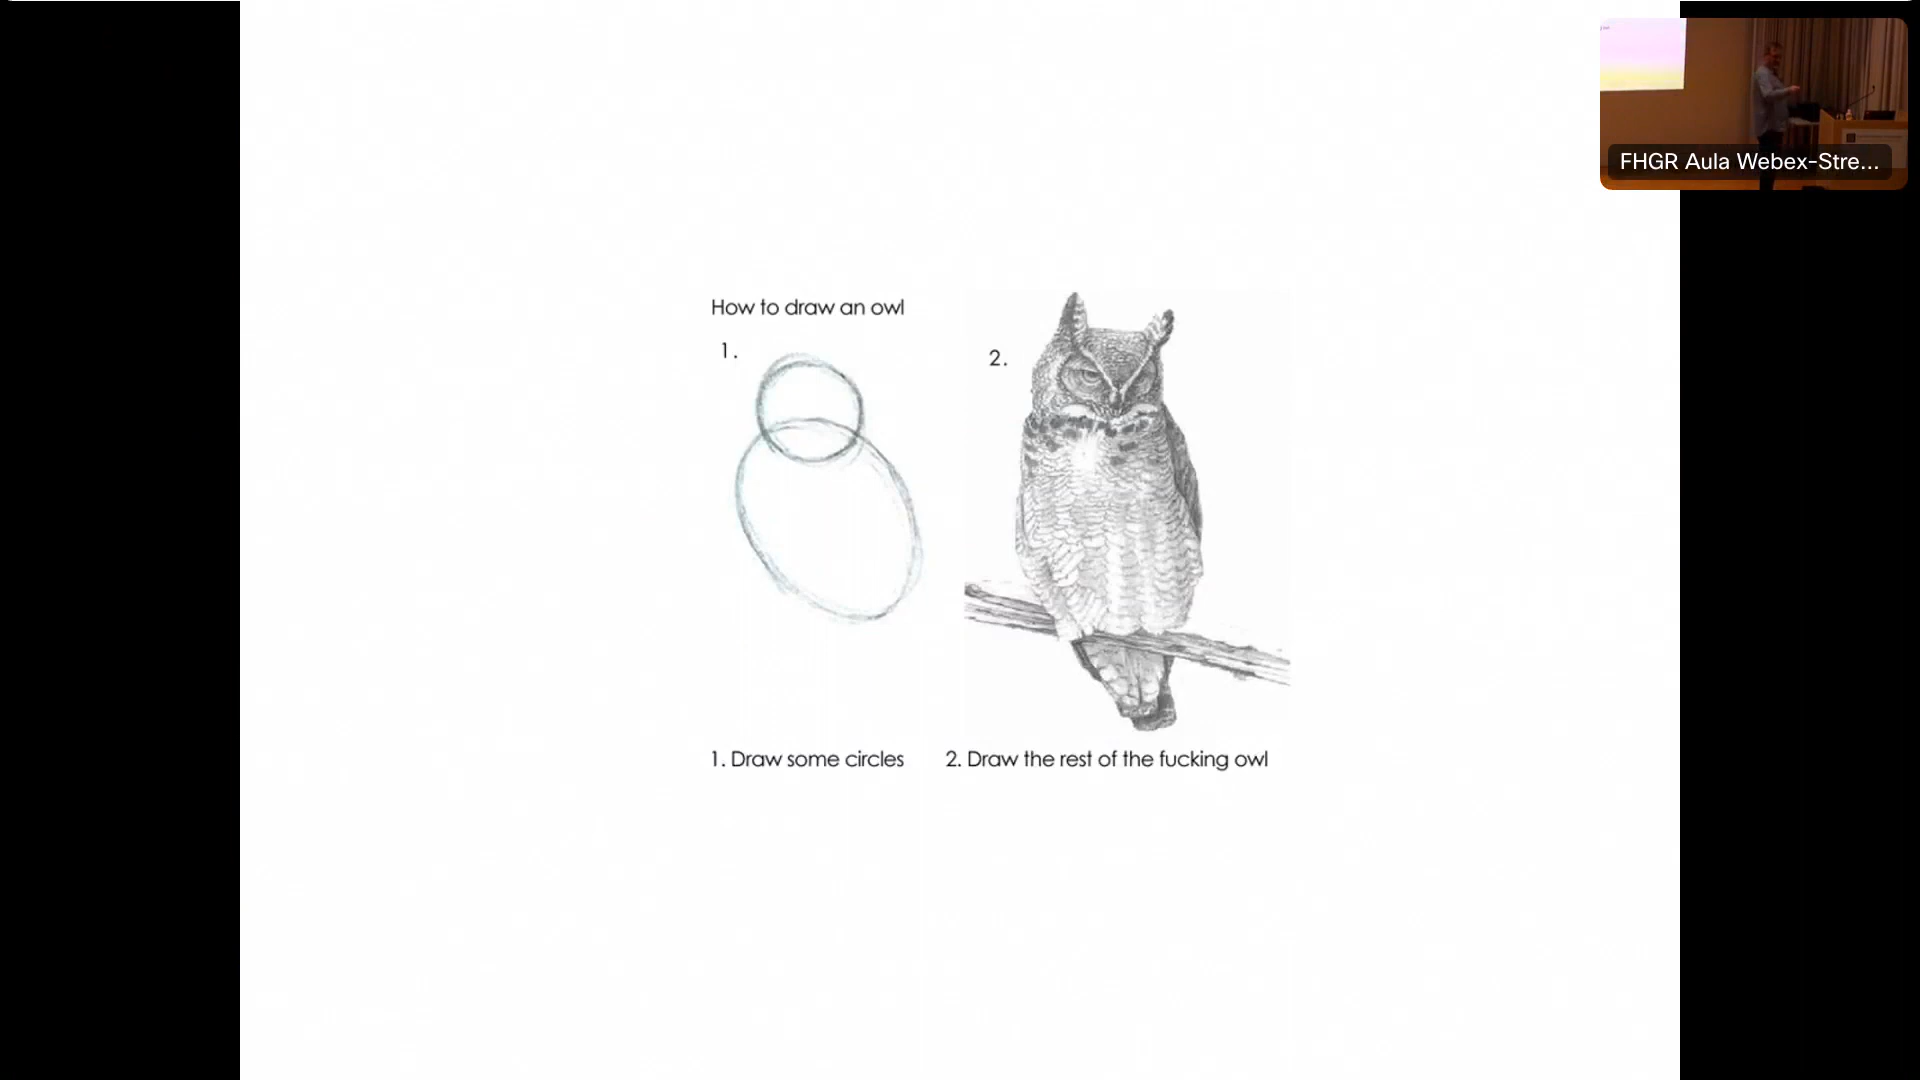 FHGR Aula Webex-Stre...
How to draw an owl
1.
2.
1. Draw some circles
2. Draw the rest of the fucking owl